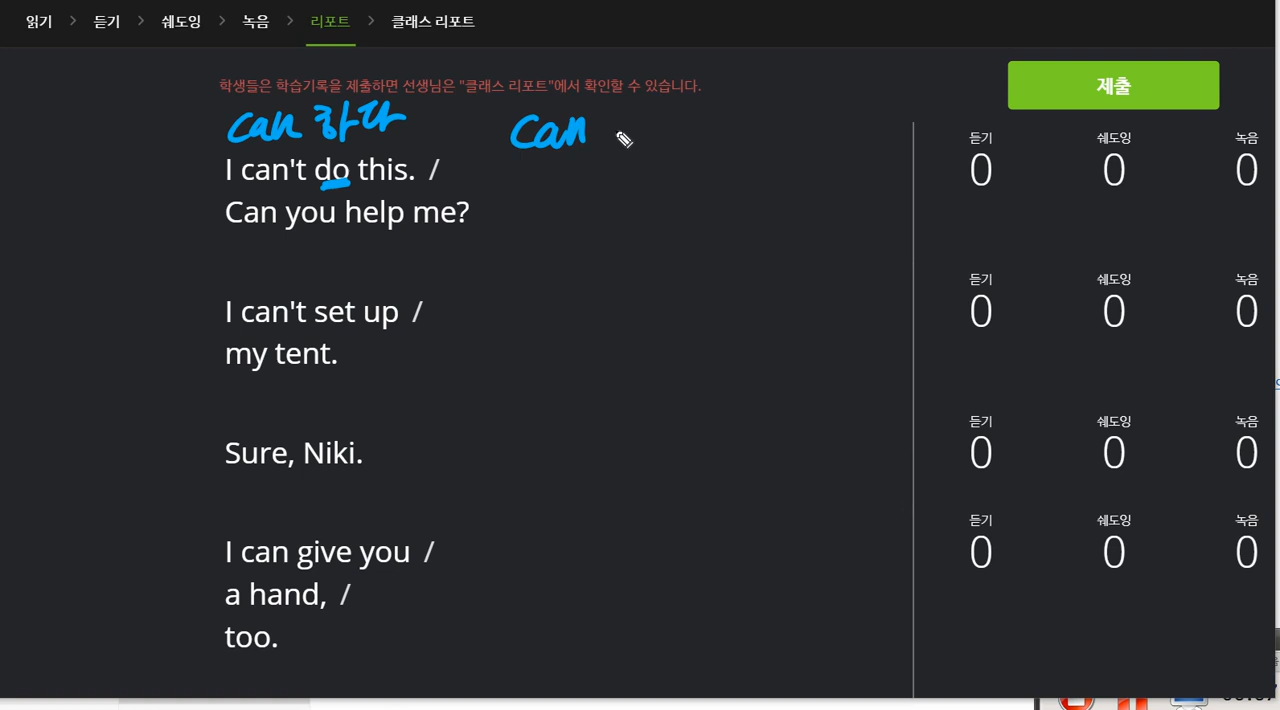 읽기 > 듣기 > 쉐도잉 > 녹음 > 리포트 > 클래스 리포트
학생들은 학습기록을 제출하면 선생님은 "클래스 리포트"에서 확인할 수 있습니다.
제출
can 하다 can
I can't do this. /
Can you help me?
듣기 쉐도잉 녹음
0 0 0
I can't set up /
my tent.
듣기 쉐도잉 녹음
0 0 0
Sure, Niki.
듣기 쉐도잉 녹음
0 0 0
I can give you /
a hand, /
too.
듣기 쉐도잉 녹음
0 0 0